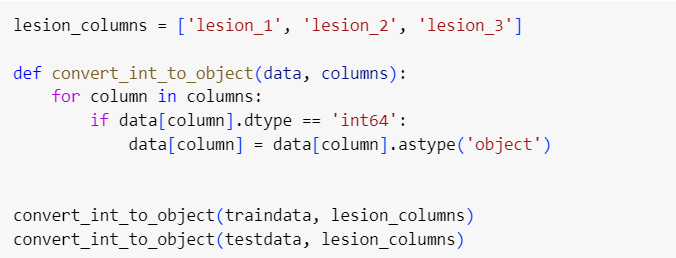 lesion_columns = ['lesion_1', 'lesion_2', 'lesion_3']
def convert_int_to_object(data, columns):
    for column in columns:
        if data[column].dtype == 'int64':
            data[column] = data[column].astype('object')
convert_int_to_object(traindata, lesion_columns)
convert_int_to_object(testdata, lesion_columns)